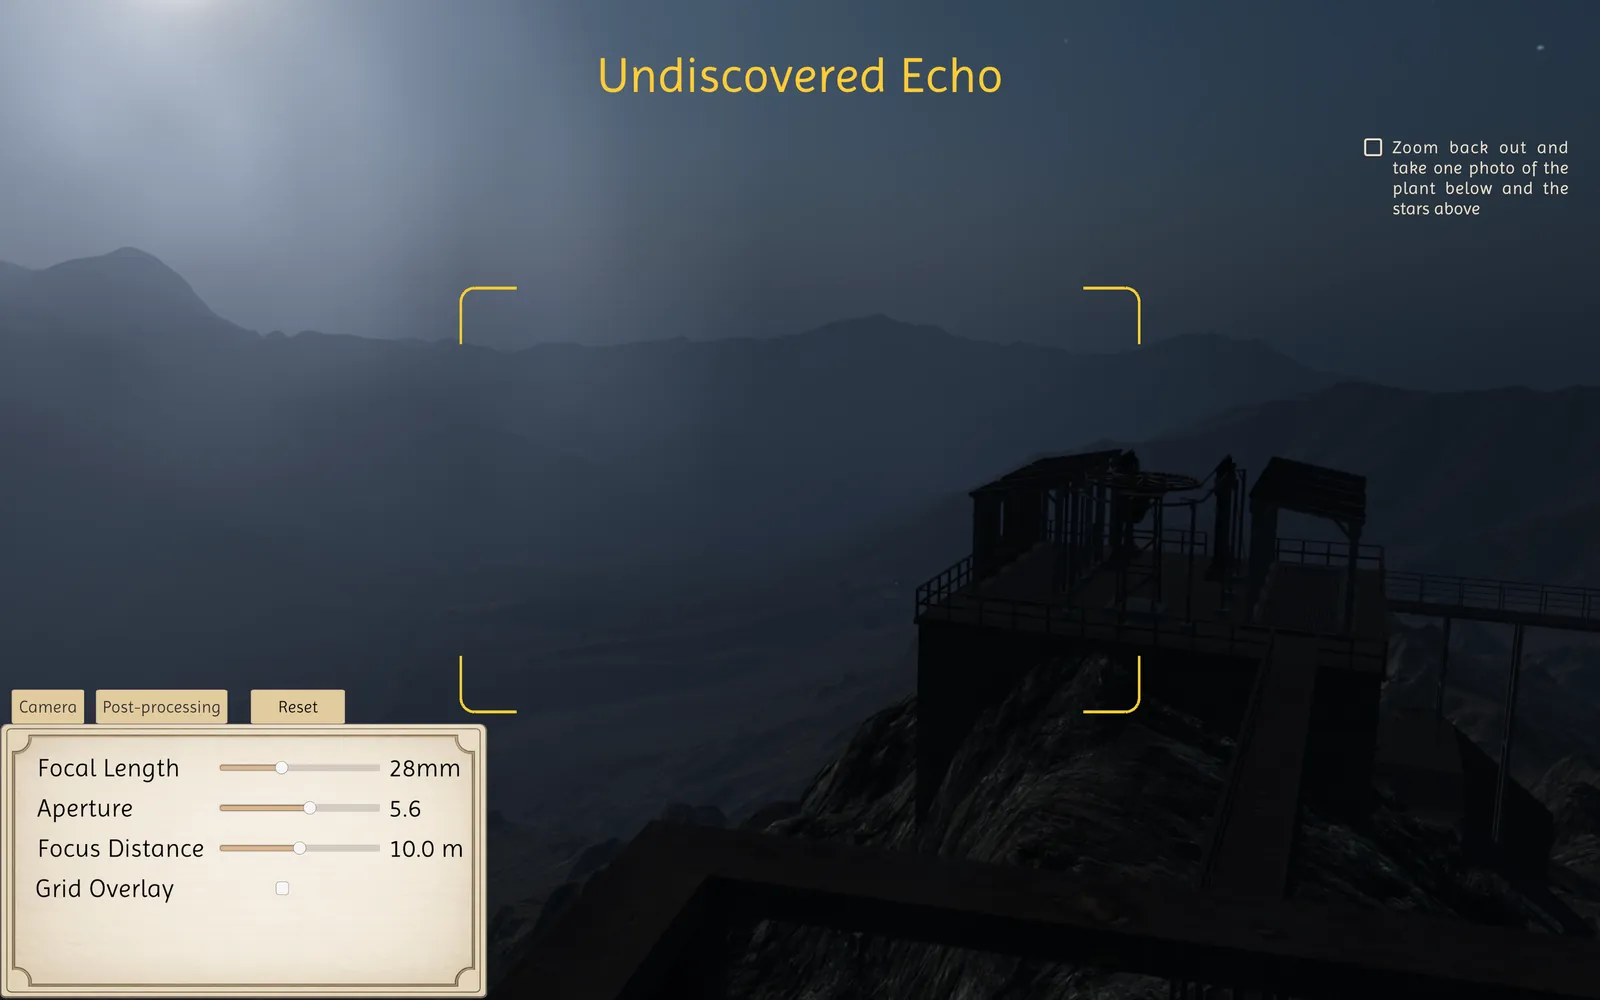 Undiscovered Echo
Zoom back out and
take one photo of the
plant below and the
stars above
Camera
Post-processing
Reset
Focal Length 28mm
Aperture 5.6
Focus Distance 10.0 m
Grid Overlay